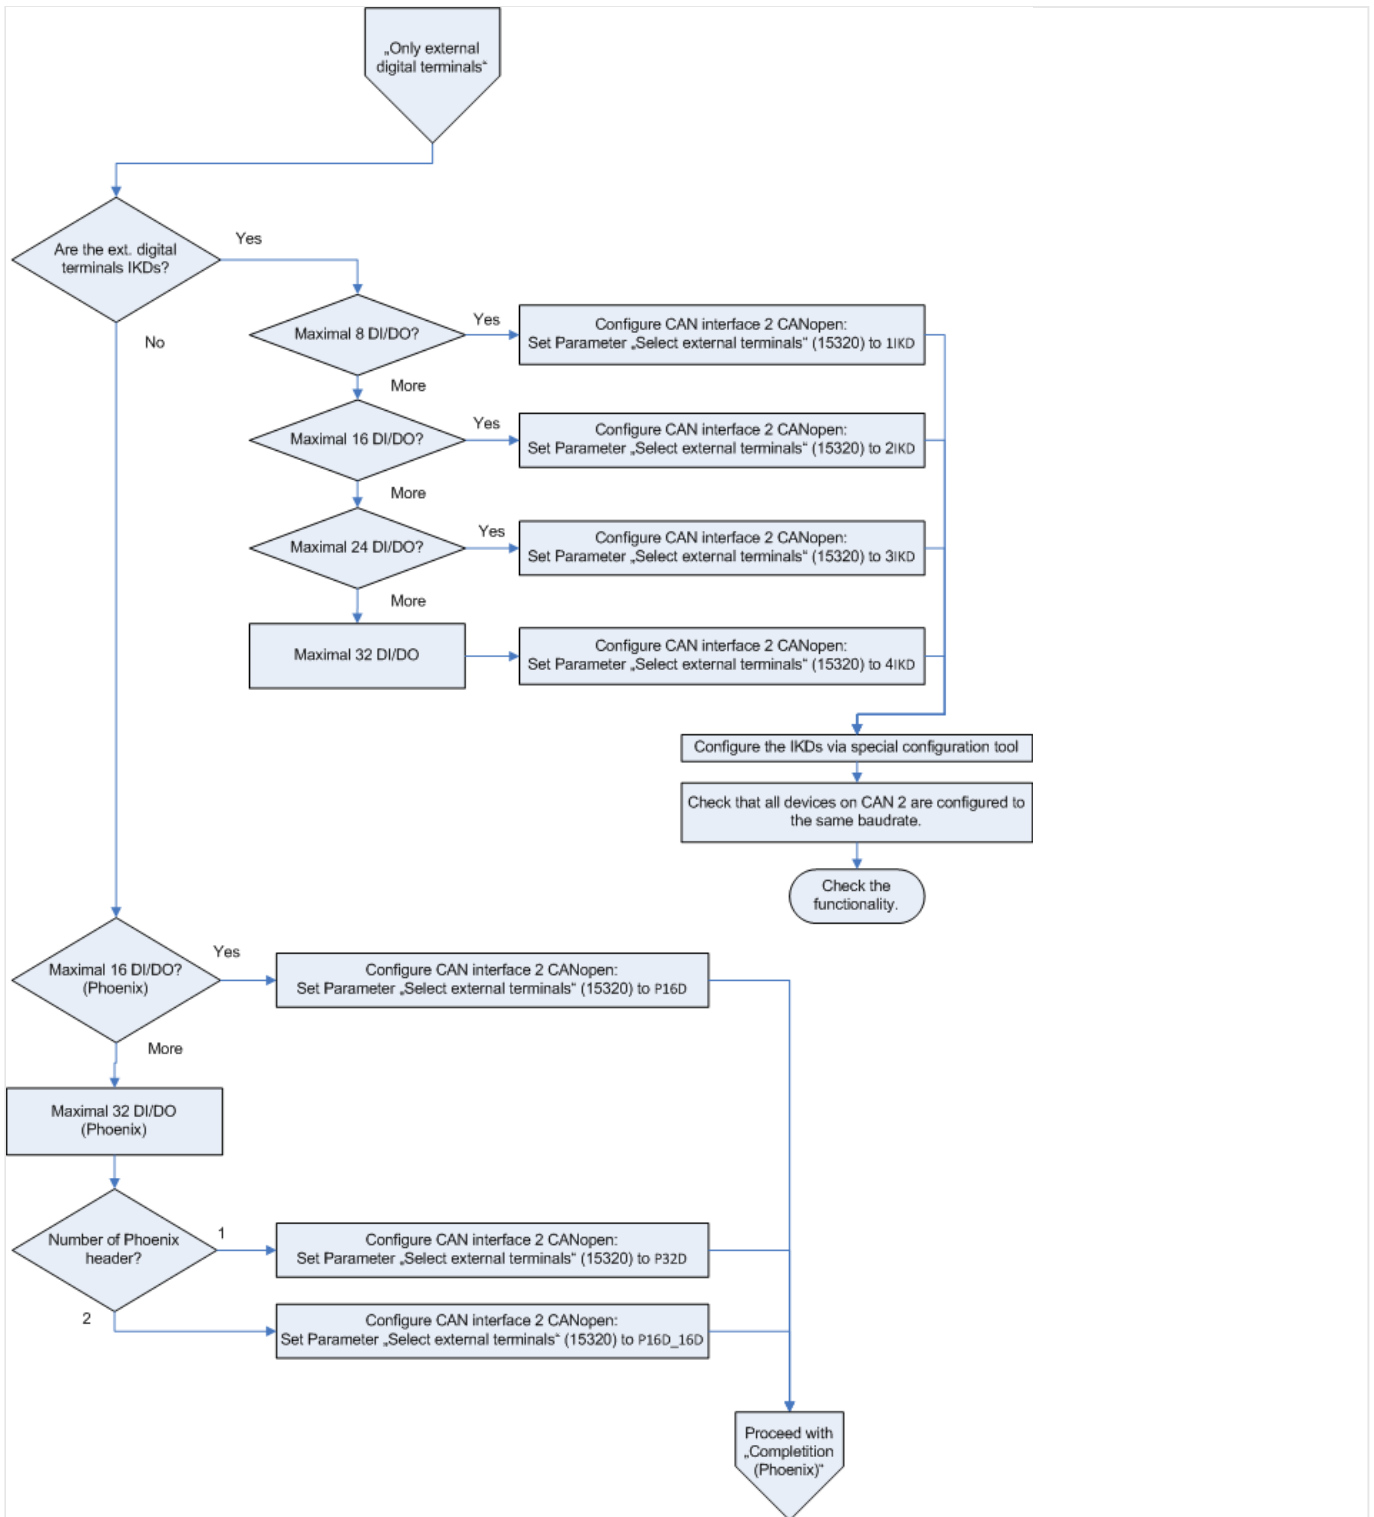 „Only external
digital terminals“
Are the ext. digital
terminals IKDs?
Yes
No
Maximal 8 DI/DO?
Yes
Configure CAN interface 2 CANopen:
Set Parameter „Select external terminals“ (15320) to 1IKD
More
Maximal 16 DI/DO?
Yes
Configure CAN interface 2 CANopen:
Set Parameter „Select external terminals“ (15320) to 2IKD
More
Maximal 24 DI/DO?
Yes
Configure CAN interface 2 CANopen:
Set Parameter „Select external terminals“ (15320) to 3IKD
More
Maximal 32 DI/DO
Configure CAN interface 2 CANopen:
Set Parameter „Select external terminals“ (15320) to 4IKD
Configure the IKDs via special configuration tool
Check that all devices on CAN 2 are configured to
the same baudrate.
Check the
functionality.
Maximal 16 DI/DO?
(Phoenix)
Yes
Configure CAN interface 2 CANopen:
Set Parameter „Select external terminals“ (15320) to P16D
More
Maximal 32 DI/DO
(Phoenix)
Number of Phoenix
header?
1
Configure CAN interface 2 CANopen:
Set Parameter „Select external terminals“ (15320) to P32D
2
Configure CAN interface 2 CANopen:
Set Parameter „Select external terminals“ (15320) to P16D_16D
Proceed with
„Completition
(Phoenix)“